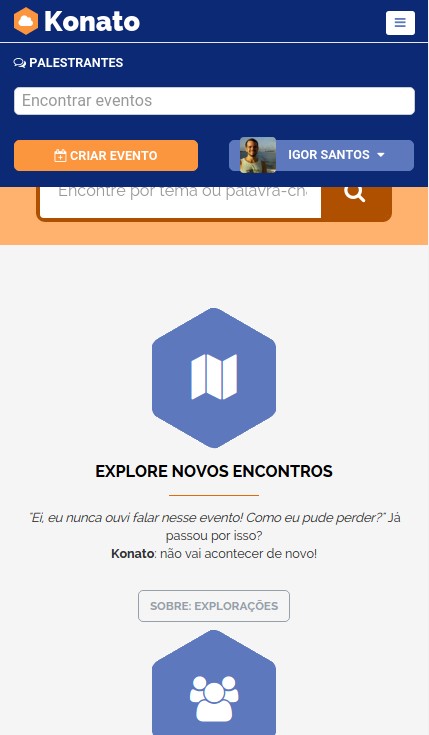 Konato
PALESTRANTES
Encontrar eventos
CRIAR EVENTO
IGOR SANTOS
Encontre por tema ou palavra-ch
EXPLORE NOVOS ENCONTROS
"Ei, eu nunca ouvi falar nesse evento! Como eu pude perder?" Já
passou por isso?
Konato: não vai acontecer de novo!
SOBRE: EXPLORAÇÕES